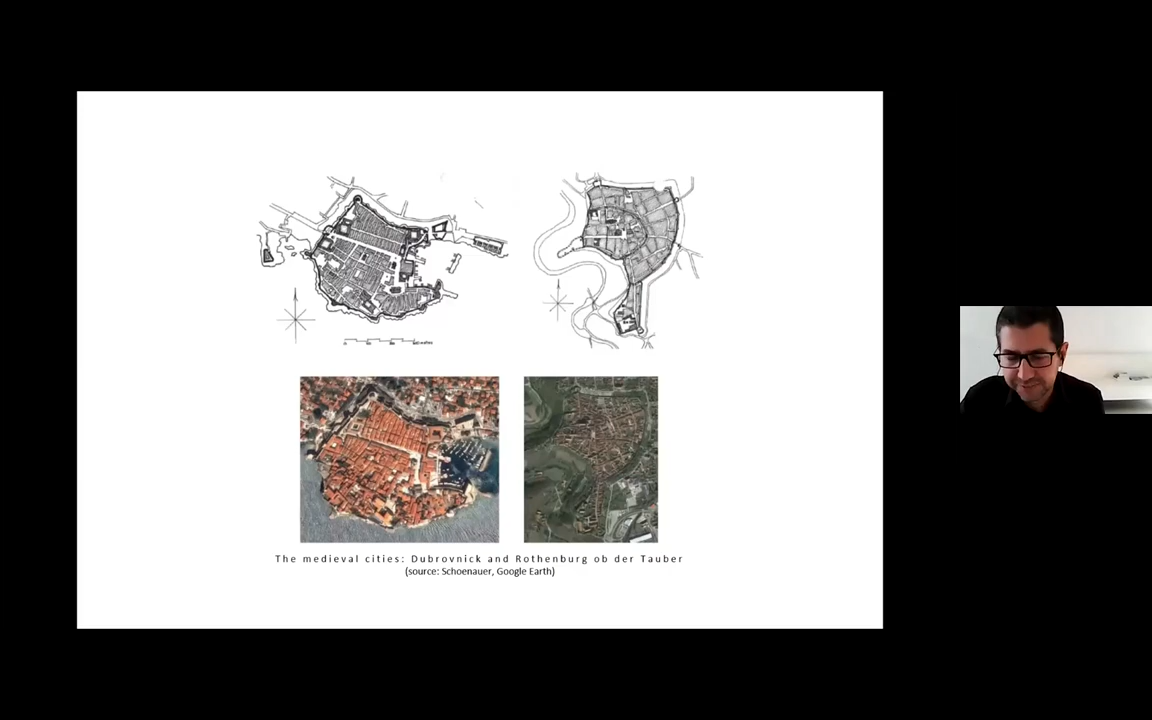 The medieval cities: Dubrovnick and Rothenburg ob der Tauber
(source: Schoenauer, Google Earth)